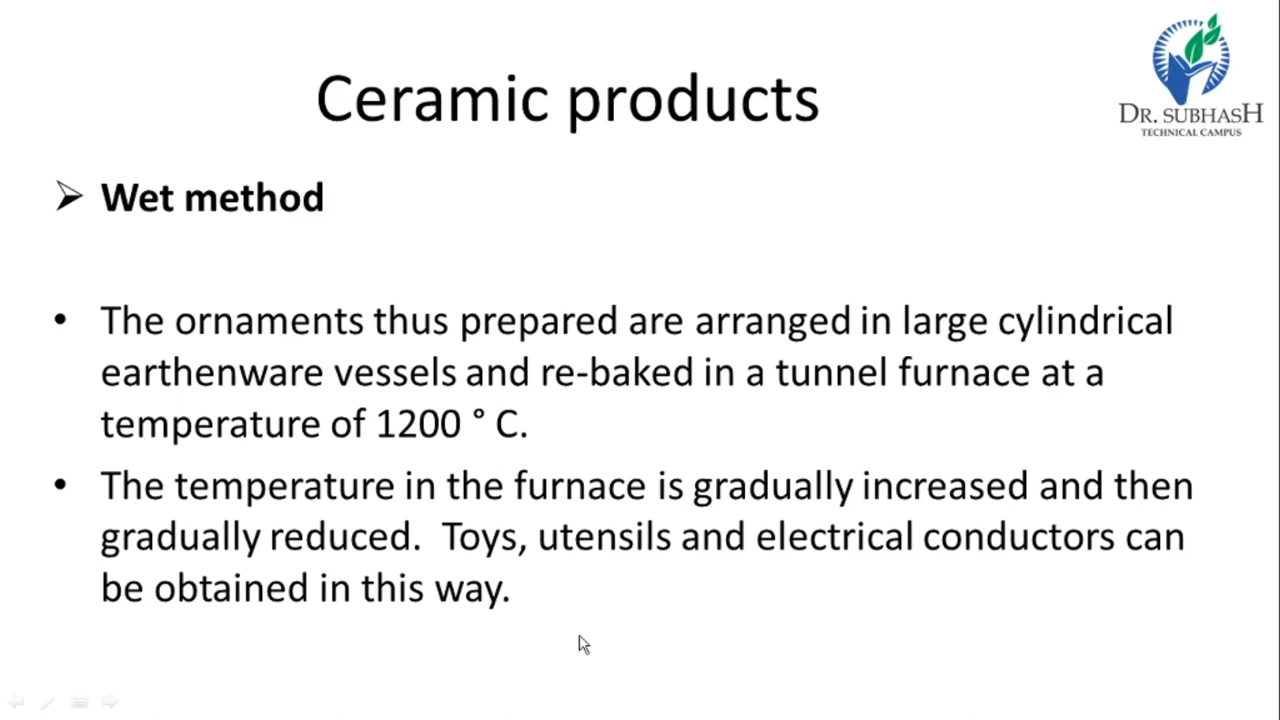 DR. SUBHASH
TECHNICAL CAMPUS
Ceramic products
➢ Wet method
• The ornaments thus prepared are arranged in large cylindrical
earthenware vessels and re-baked in a tunnel furnace at a
temperature of 1200 ° C.
• The temperature in the furnace is gradually increased and then
gradually reduced. Toys, utensils and electrical conductors can
be obtained in this way.